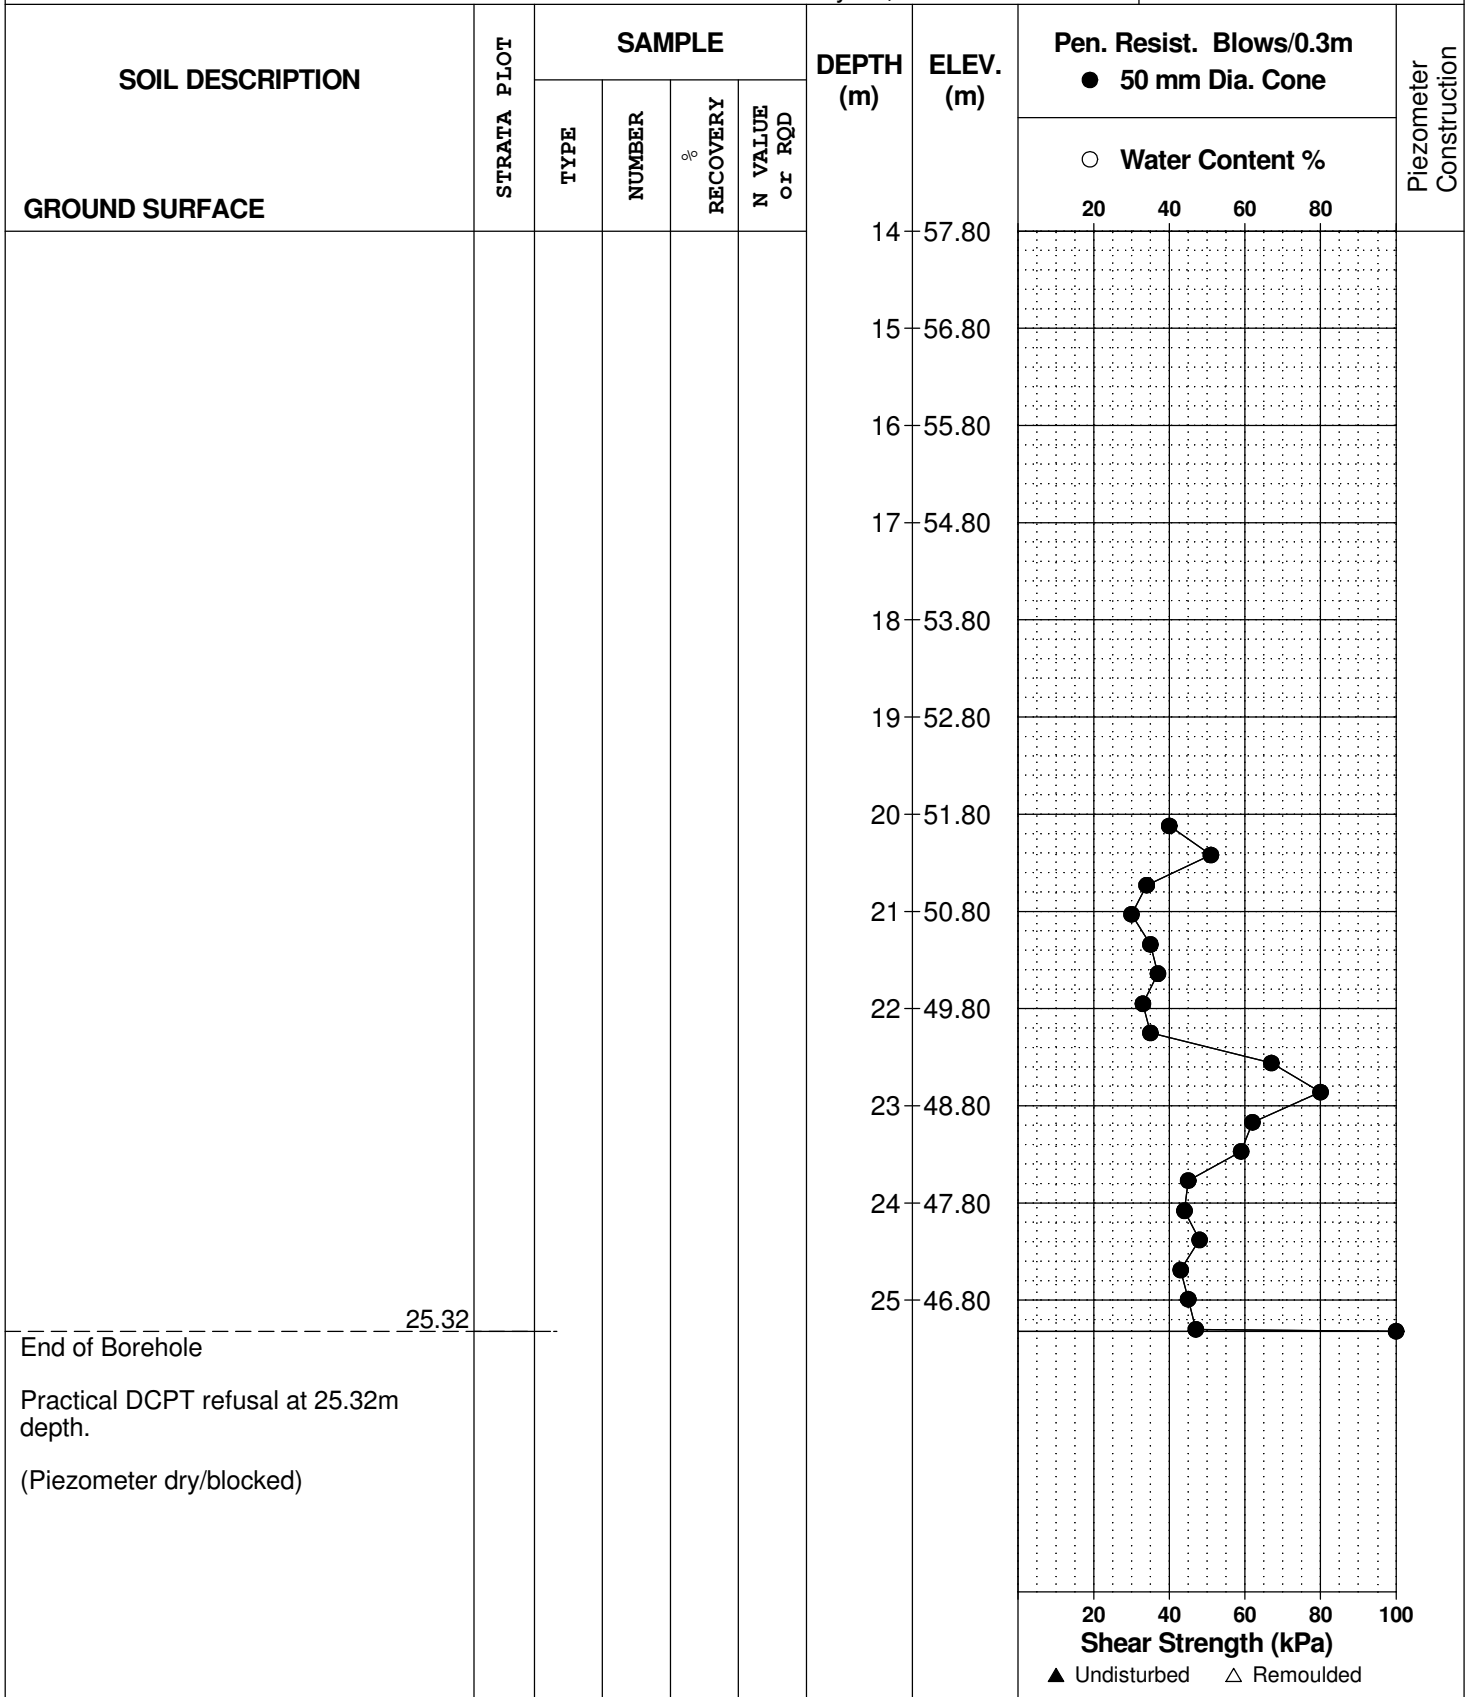 SOIL DESCRIPTION
GROUND SURFACE
STRATA PLOT
SAMPLE
TYPE
NUMBER
%
RECOVERY
N VALUE
or RQD
DEPTH
(m)
ELEV.
(m)
Pen. Resist. Blows/0.3m
● 50 mm Dia. Cone
○ Water Content %
20 40 60 80
Piezometer
Construction
14 57.80
15 56.80
16 55.80
17 54.80
18 53.80
19 52.80
20 51.80
21 50.80
22 49.80
23 48.80
24 47.80
25 46.80
25.32
End of Borehole
Practical DCPT refusal at 25.32m
depth.
(Piezometer dry/blocked)
20 40 60 80 100
Shear Strength (kPa)
▲ Undisturbed △ Remoulded